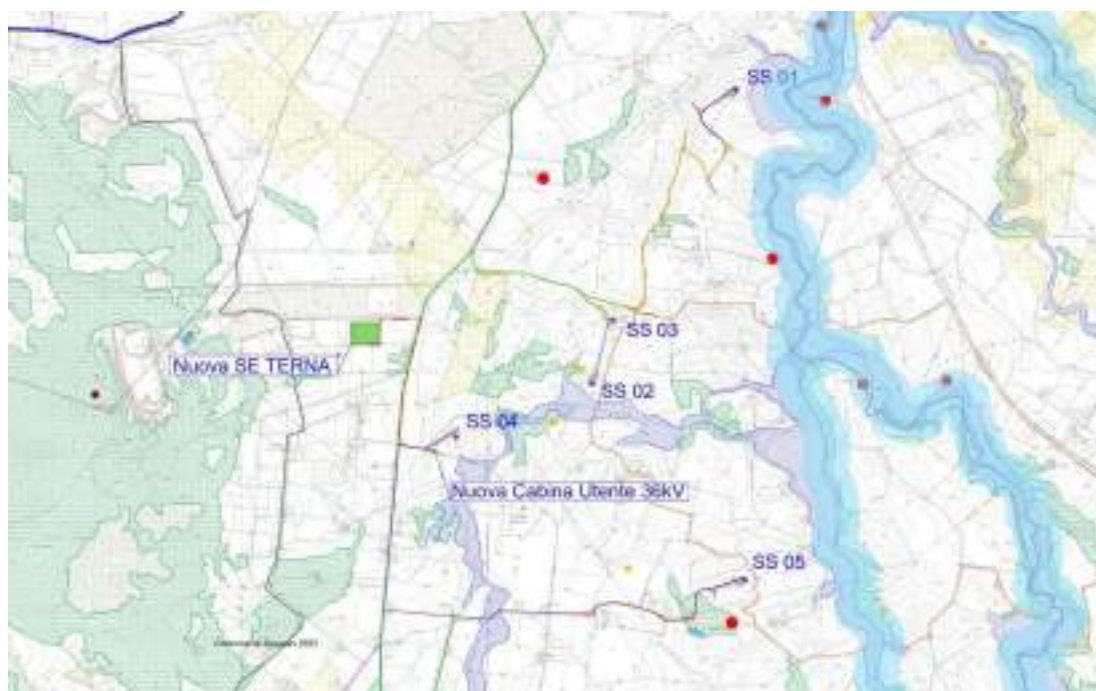 SS 01
SS 03
Nuova SE TERNA
SS 02
SS 04
Nuova Cabina Utente 36kV
SS 05